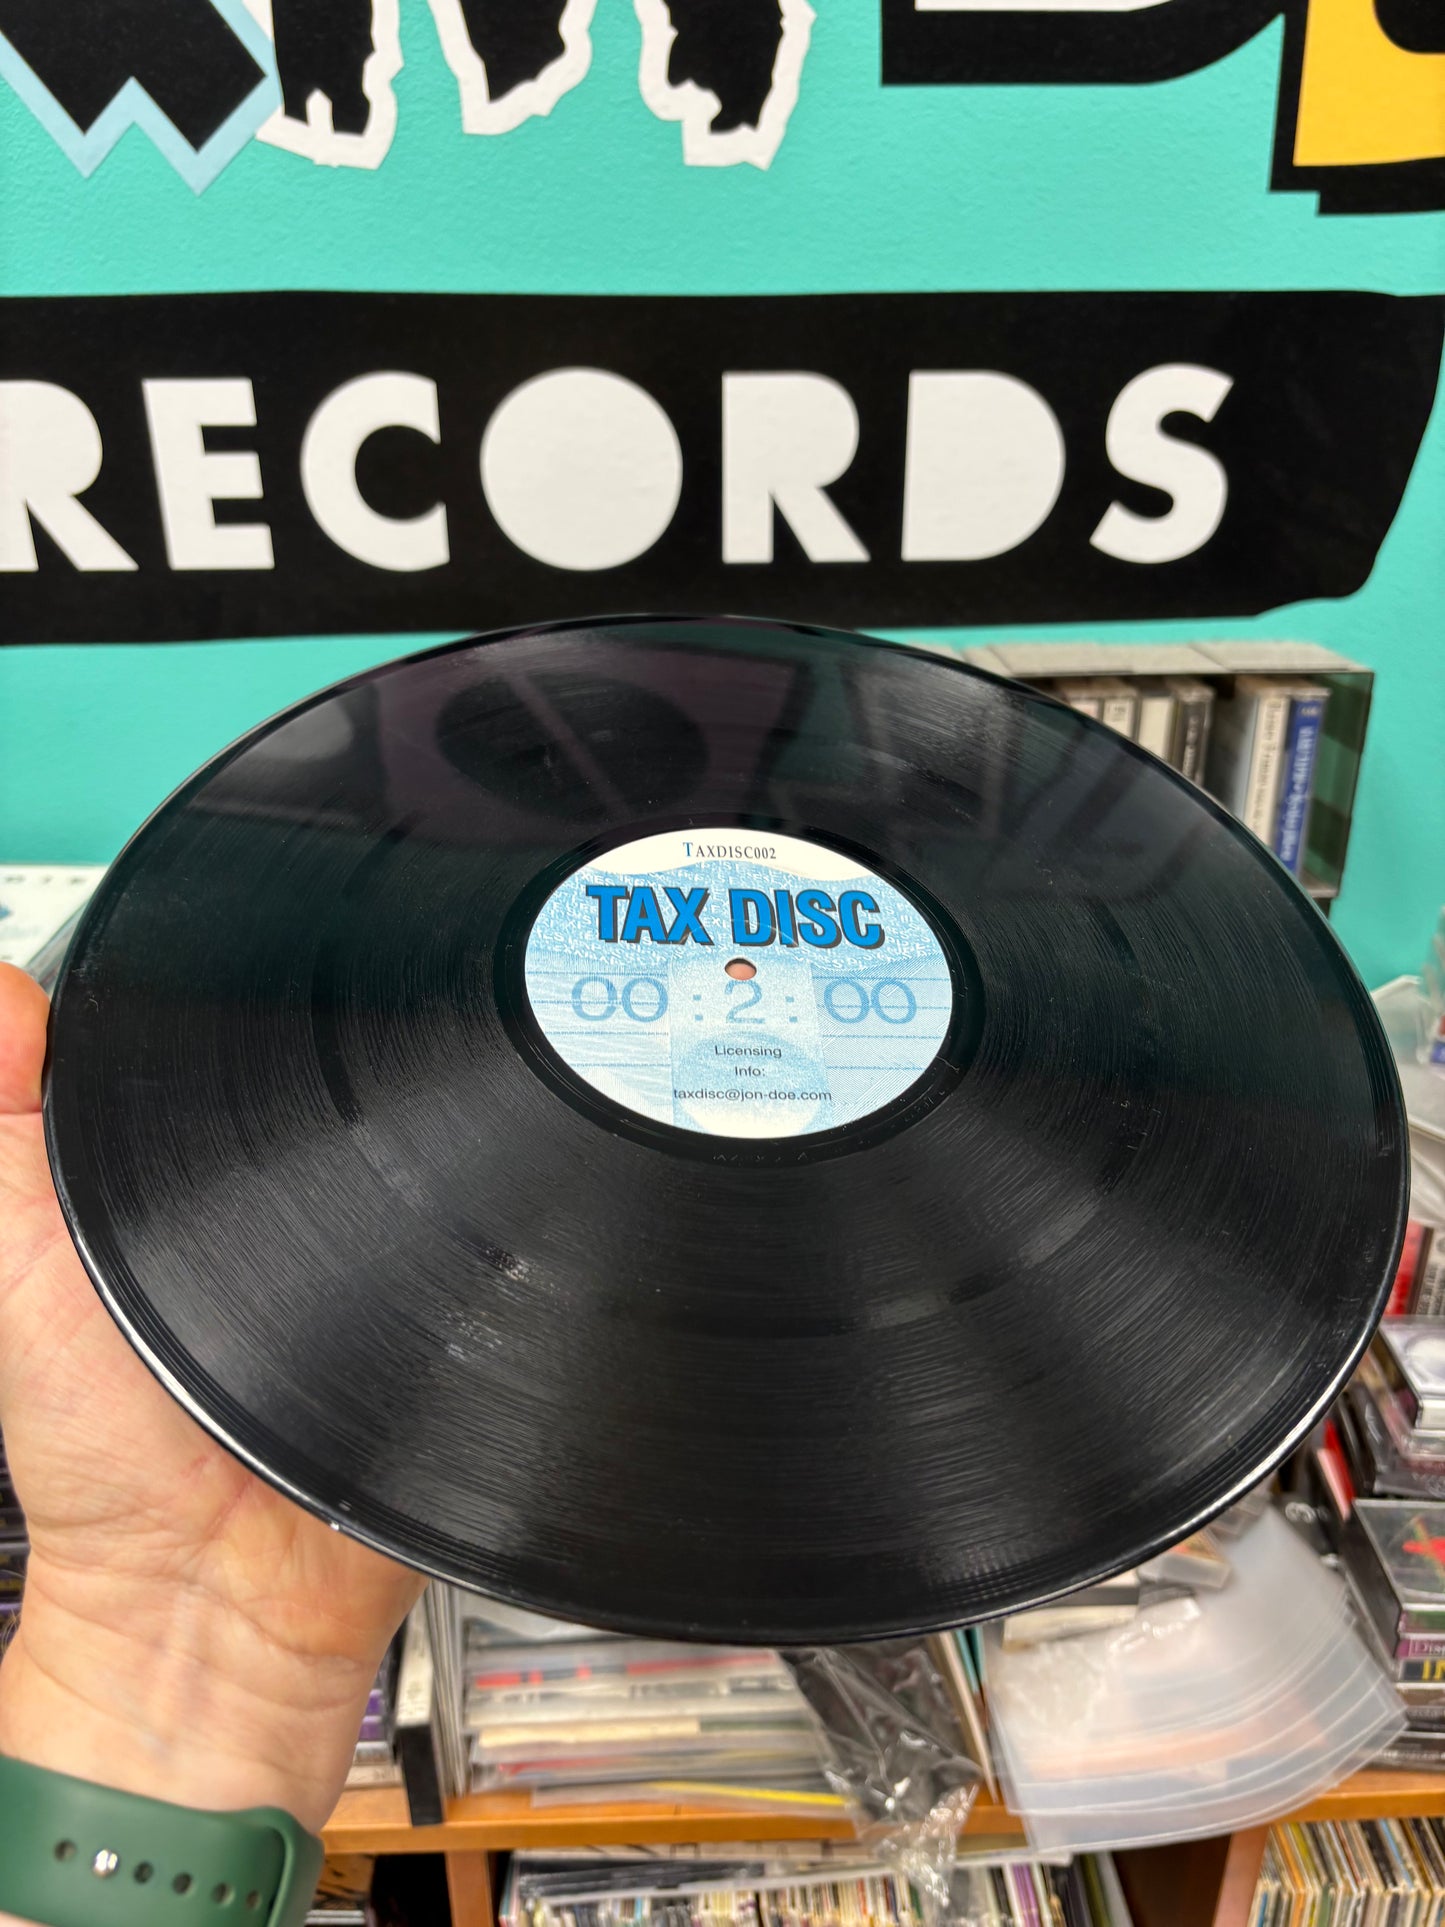 RECORDS
TAXDISC002
TAX DISC
00:2:00
Licensing
Info:
taxdisc@jon-doe.com